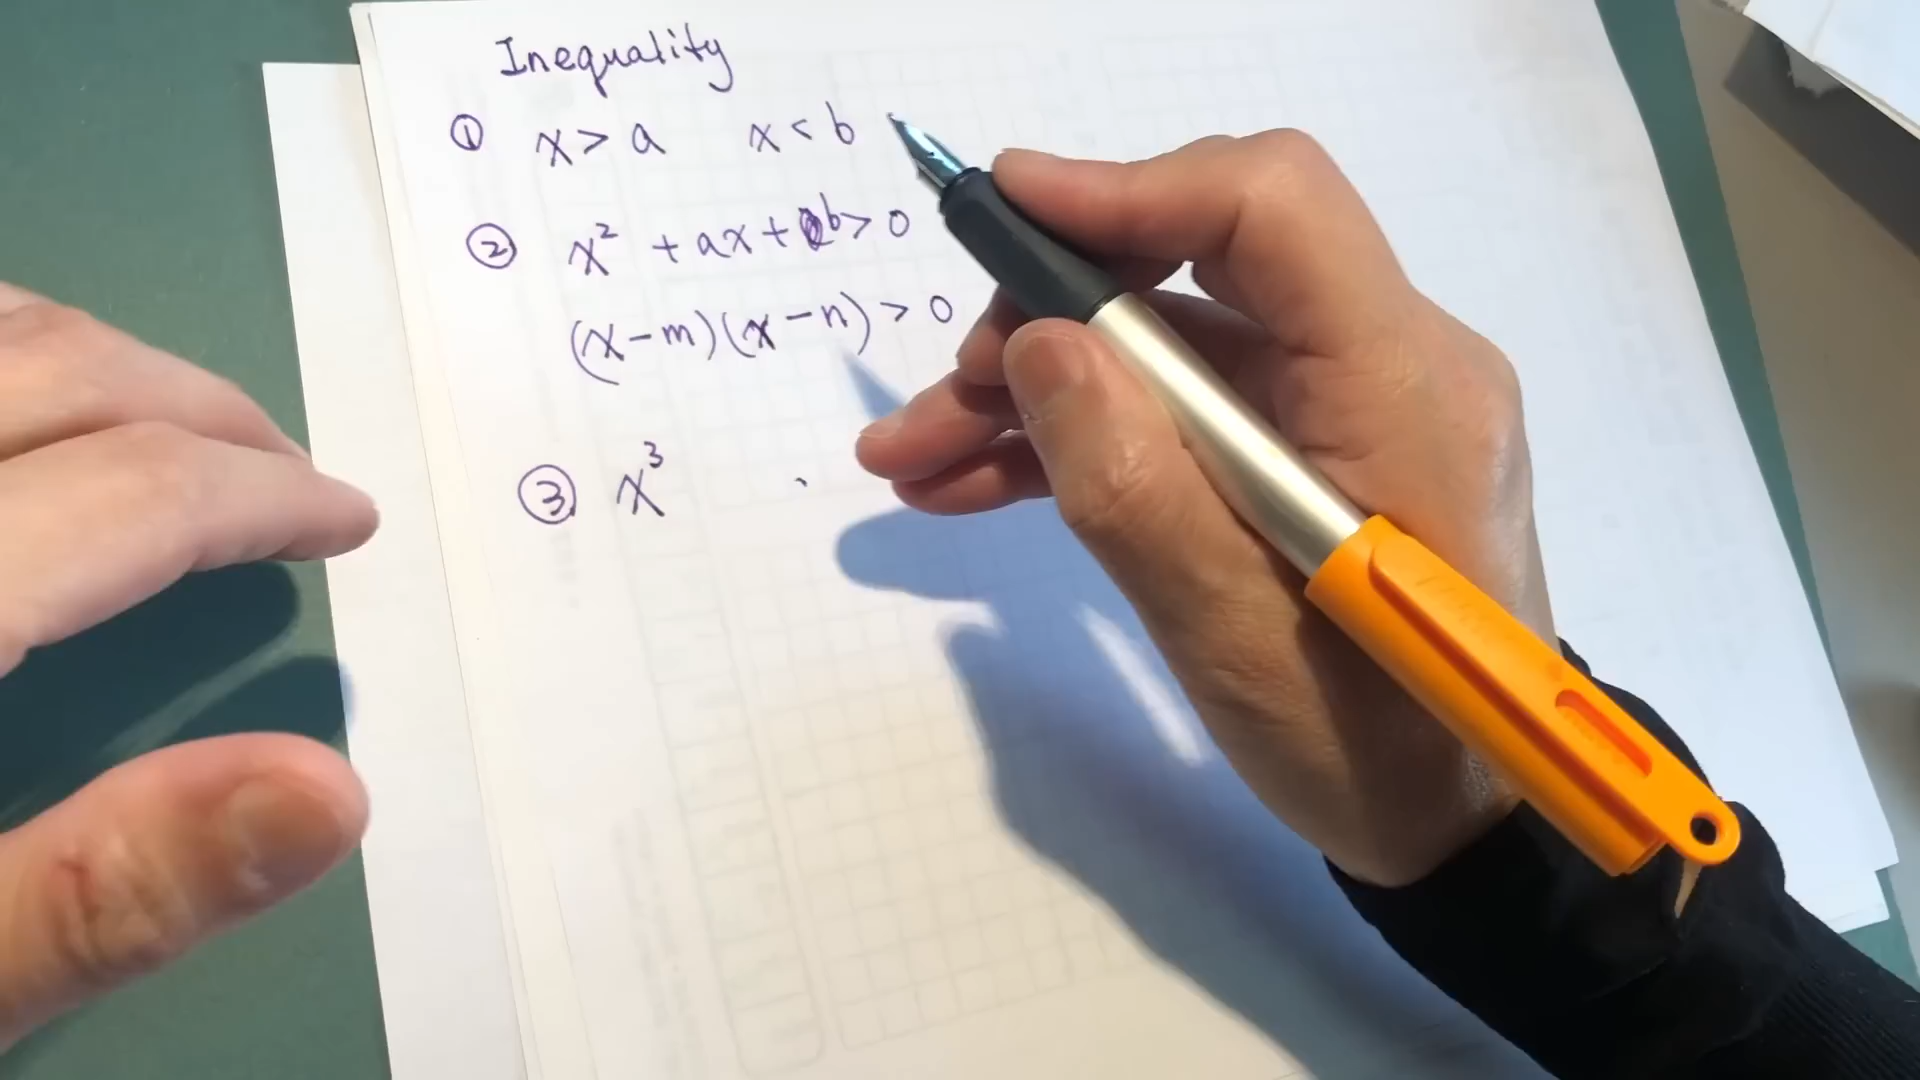 Inequality
① x > a x < b
② x² + ax + b > 0
(x - m)(x - n) > 0
③ x³